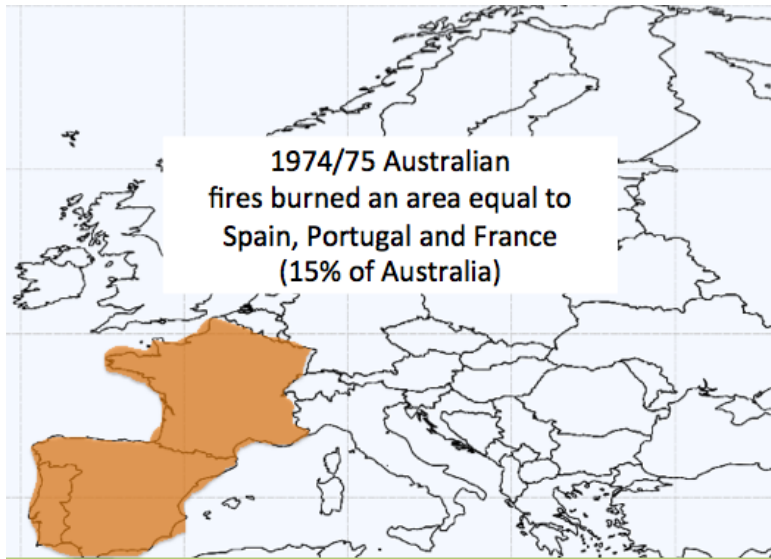 1974/75 Australian
fires burned an area equal to
Spain, Portugal and France
(15% of Australia)